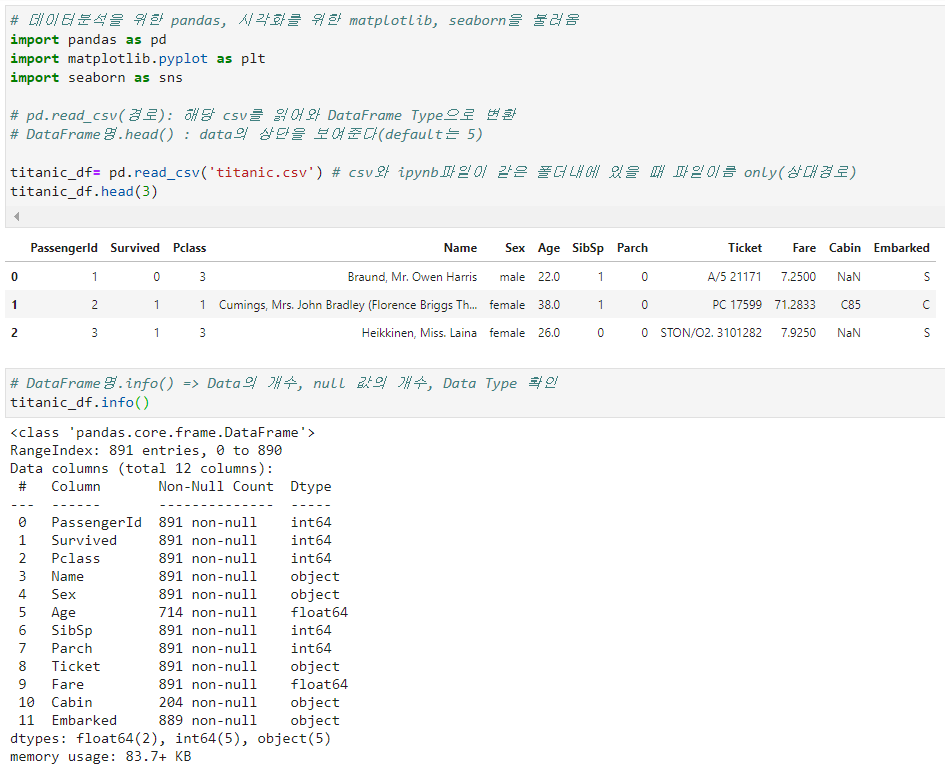 # 데이터분석을 위한 pandas, 시각화를 위한 matplotlib, seaborn을 불러옴
import pandas as pd
import matplotlib.pyplot as plt
import seaborn as sns
# pd.read_csv(경로): 해당 csv를 읽어와 DataFrame Type으로 변환
# DataFrame명.head() : data의 상단을 보여준다(default는 5)
titanic_df= pd.read_csv('titanic.csv') # csv와 ipynb파일이 같은 폴더내에 있을 때 파일이름 only(상대경로)
titanic_df.head(3)
PassengerId Survived Pclass Name Sex Age SibSp Parch Ticket Fare Cabin Embarked
0 1 0 3 Braund, Mr. Owen Harris male 22.0 1 0 A/5 21171 7.2500 NaN S
1 2 1 1 Cumings, Mrs. John Bradley (Florence Briggs Th... female 38.0 1 0 PC 17599 71.2833 C85 C
2 3 1 3 Heikkinen, Miss. Laina female 26.0 0 0 STON/O2. 3101282 7.9250 NaN S
# DataFrame명.info() => Data의 개수, null 값의 개수, Data Type 확인
titanic_df.info()
<class 'pandas.core.frame.DataFrame'>
RangeIndex: 891 entries, 0 to 890
Data columns (total 12 columns):
# Column Non-Null Count Dtype
--- ------ -------------- -----
0 PassengerId 891 non-null int64
1 Survived 891 non-null int64
2 Pclass 891 non-null int64
3 Name 891 non-null object
4 Sex 891 non-null object
5 Age 714 non-null float64
6 SibSp 891 non-null int64
7 Parch 891 non-null int64
8 Ticket 891 non-null object
9 Fare 891 non-null float64
10 Cabin 204 non-null object
11 Embarked 889 non-null object
dtypes: float64(2), int64(5), object(5)
memory usage: 83.7+ KB